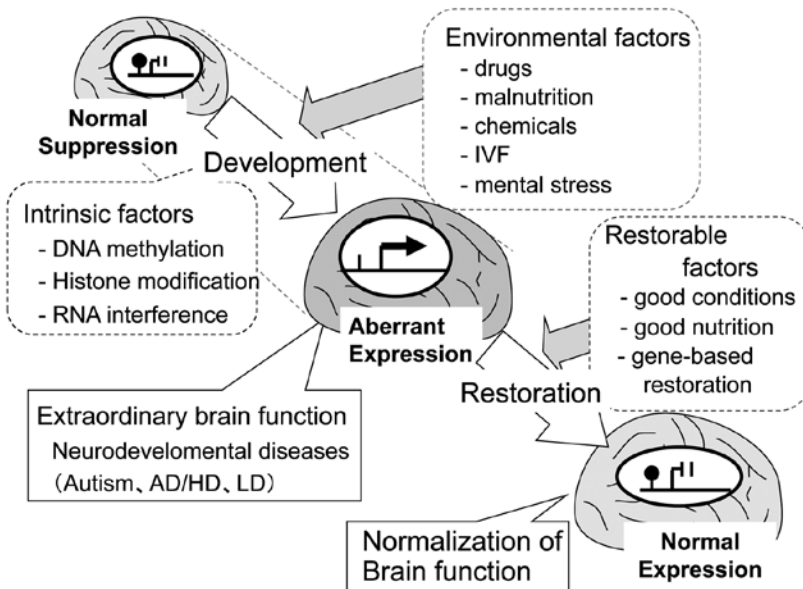 Normal
Suppression
Development
Environmental factors
- drugs
- malnutrition
- chemicals
- IVF
- mental stress
Intrinsic factors
- DNA methylation
- Histone modification
- RNA interference
Aberrant
Expression
Restorable
factors
- good conditions
- good nutrition
- gene-based
restoration
Restoration
Extraordinary brain function
Neurodevelomental diseases
(Autism、AD/HD、LD)
Normalization of
Brain function
Normal
Expression